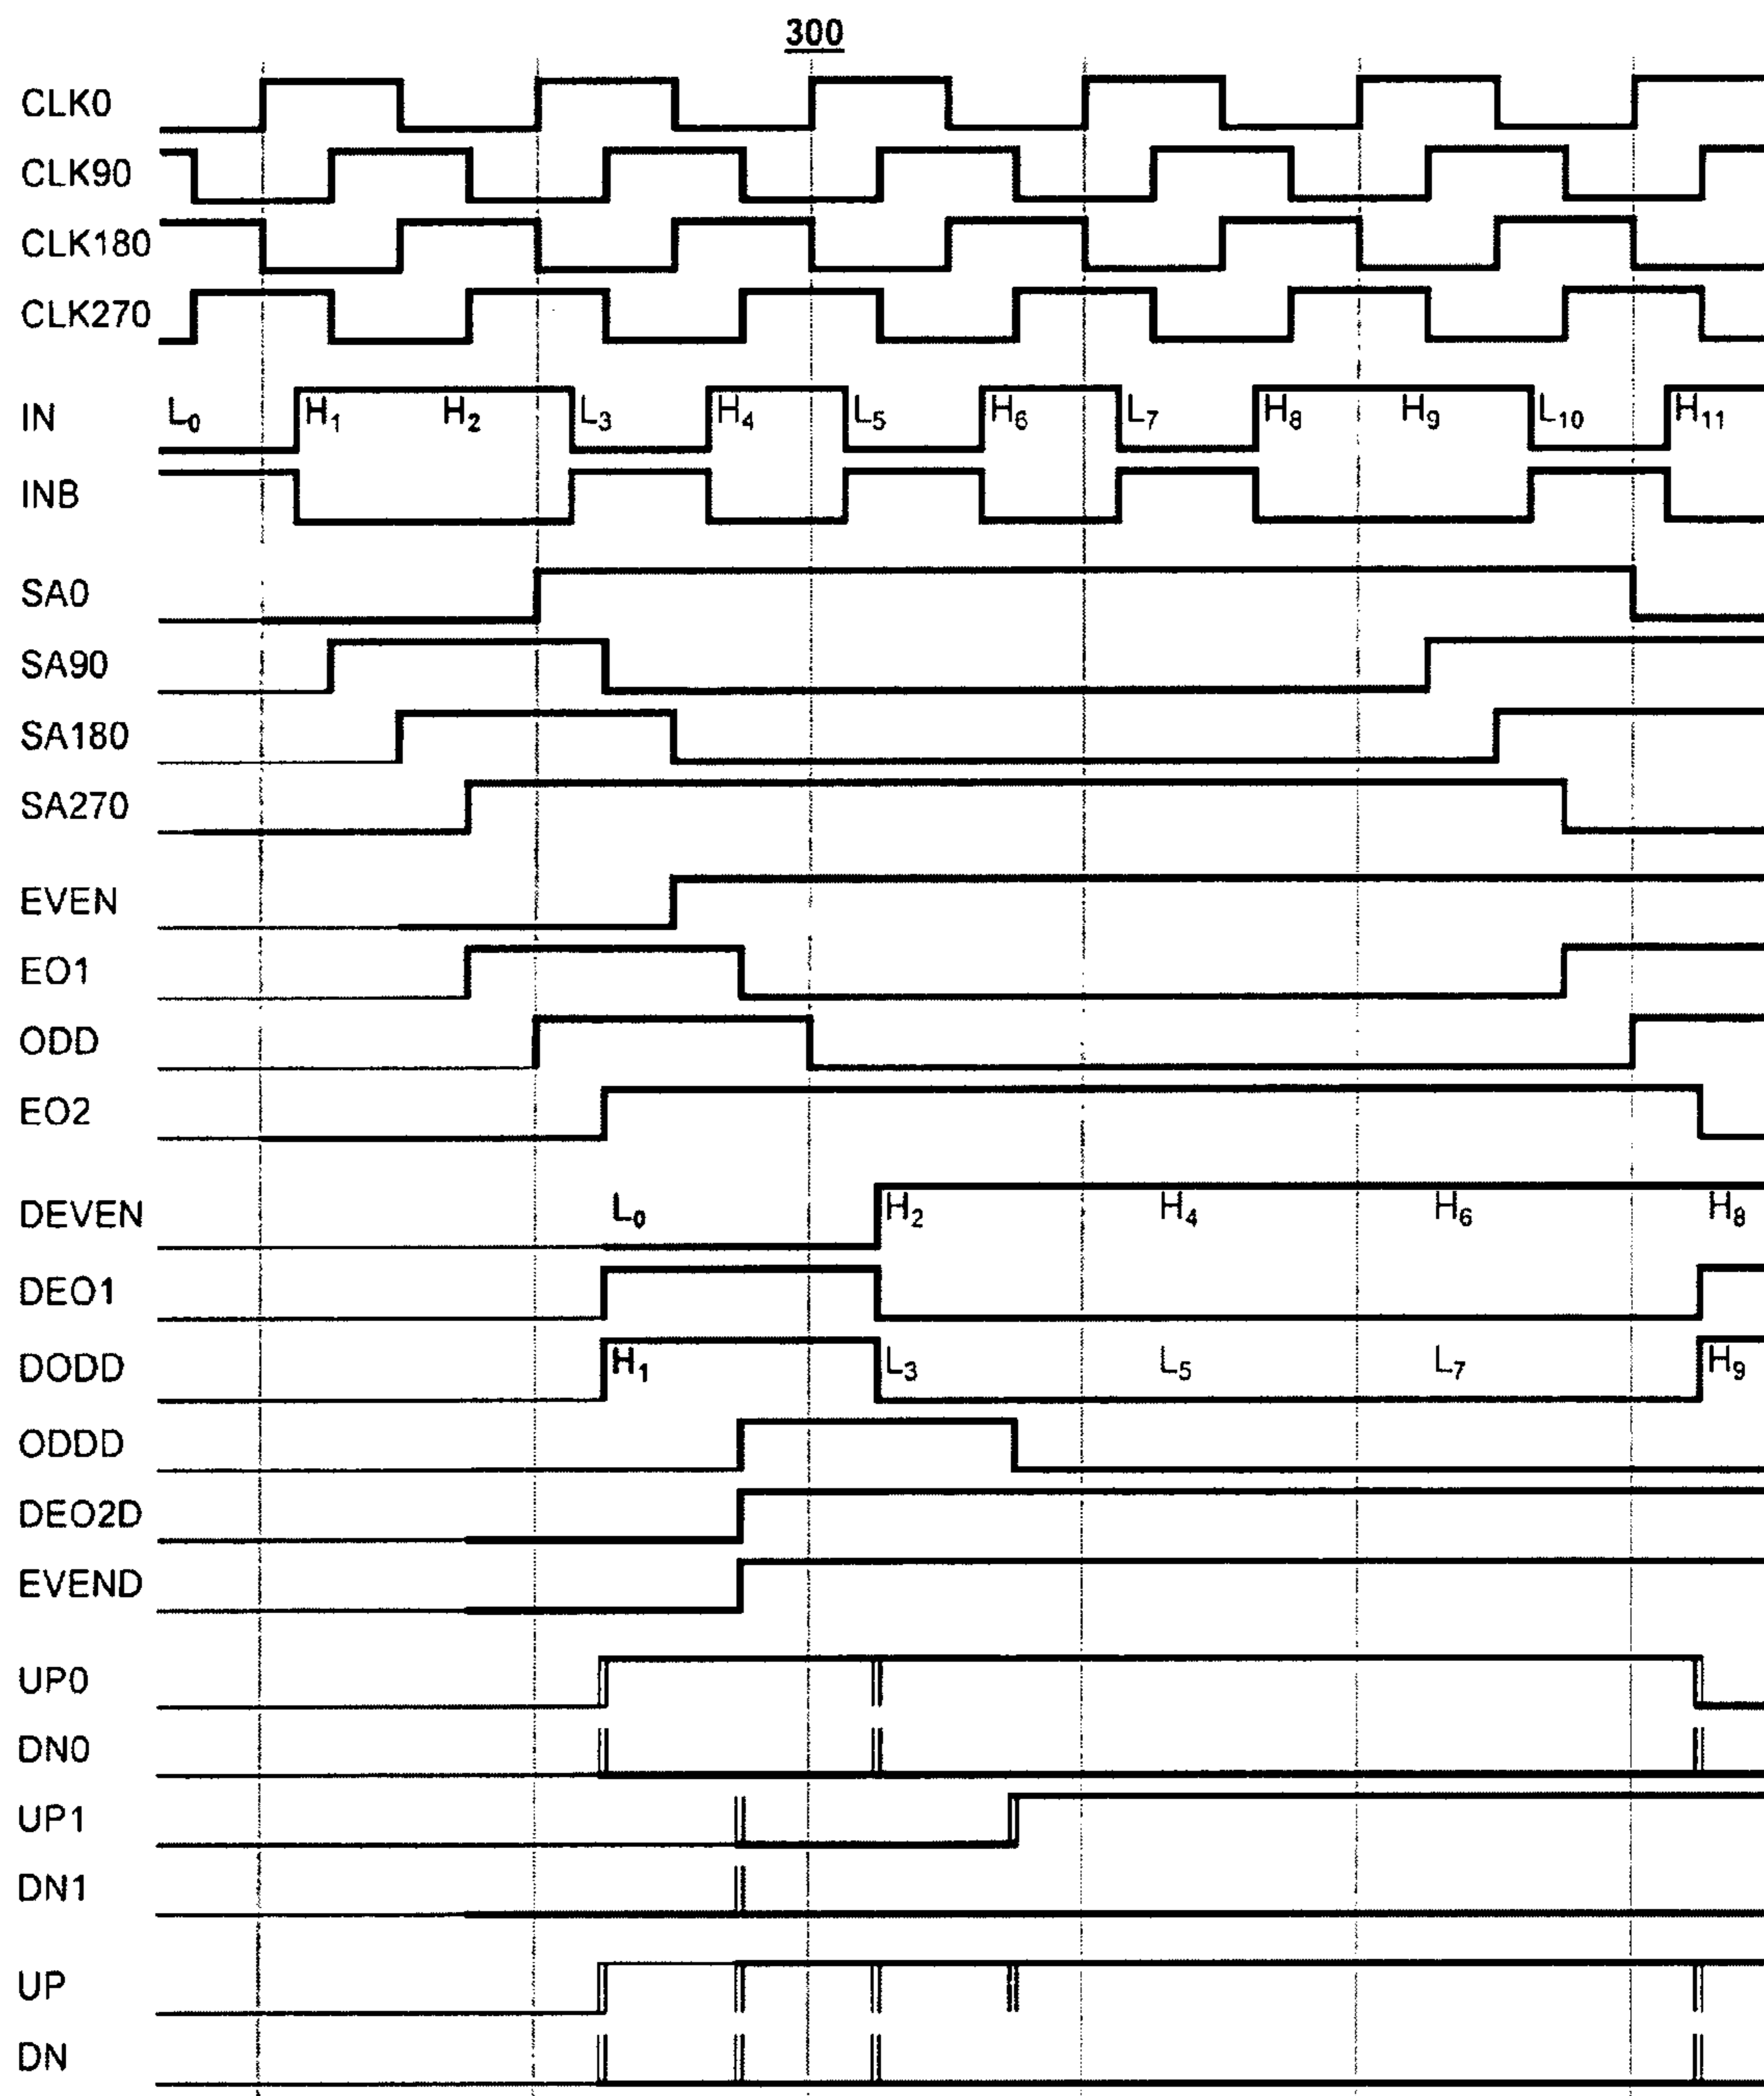 300
CLK0
CLK90
CLK180
CLK270
IN L₀ H₁ H₂ L₃ H₄ L₅ H₆ L₇ H₈ H₉ L₁₀ H₁₁
INB
SA0
SA90
SA180
SA270
EVEN
EO1
ODD
EO2
DEVEN L₀ H₂ H₄ H₆ H₈
DEO1
DODD H₁ L₃ L₅ L₇ H₉
ODDD
DEO2D
EVEND
UP0
DN0
UP1
DN1
UP
DN